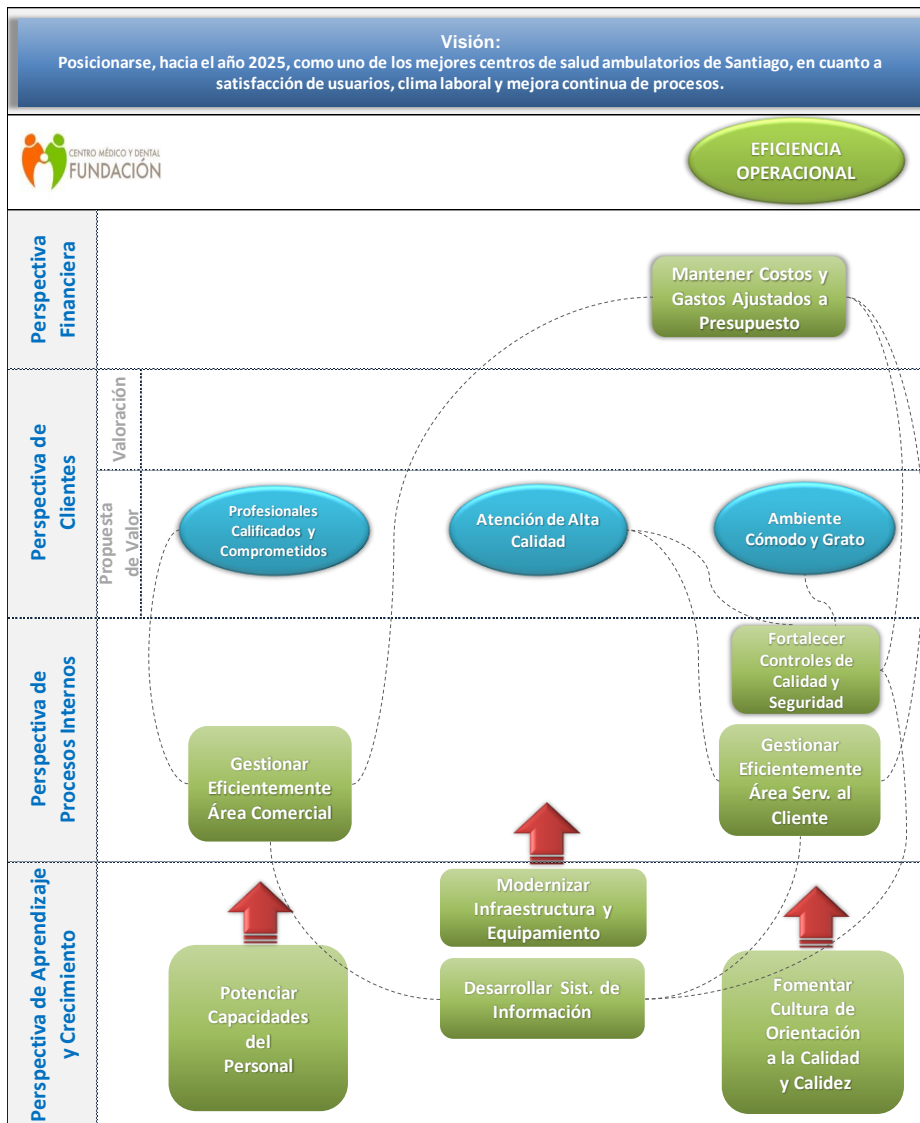 Visión:
Posicionarse, hacia el año 2025, como uno de los mejores centros de salud ambulatorios de Santiago, en cuanto a
satisfacción de usuarios, clima laboral y mejora continua de procesos.
CENTRO MÉDICO Y DENTAL
FUNDACIÓN
EFICIENCIA
OPERACIONAL
Perspectiva
Financiera
Mantener Costos y
Gastos Ajustados a
Presupuesto
Perspectiva de
Clientes
Valoración
Propuesta
de Valor
Profesionales
Calificados y
Comprometidos
Atención de Alta
Calidad
Ambiente
Cómodo y Grato
Perspectiva de
Procesos Internos
Fortalecer
Controles de
Calidad y
Seguridad
Gestionar
Eficientemente
Área Comercial
Gestionar
Eficientemente
Área Serv. al
Cliente
Perspectiva de Aprendizaje
y Crecimiento
Modernizar
Infraestructura y
Equipamiento
Potenciar
Capacidades
del
Personal
Desarrollar Sist. de
Información
Fomentar
Cultura de
Orientación
a la Calidad
y Calidez